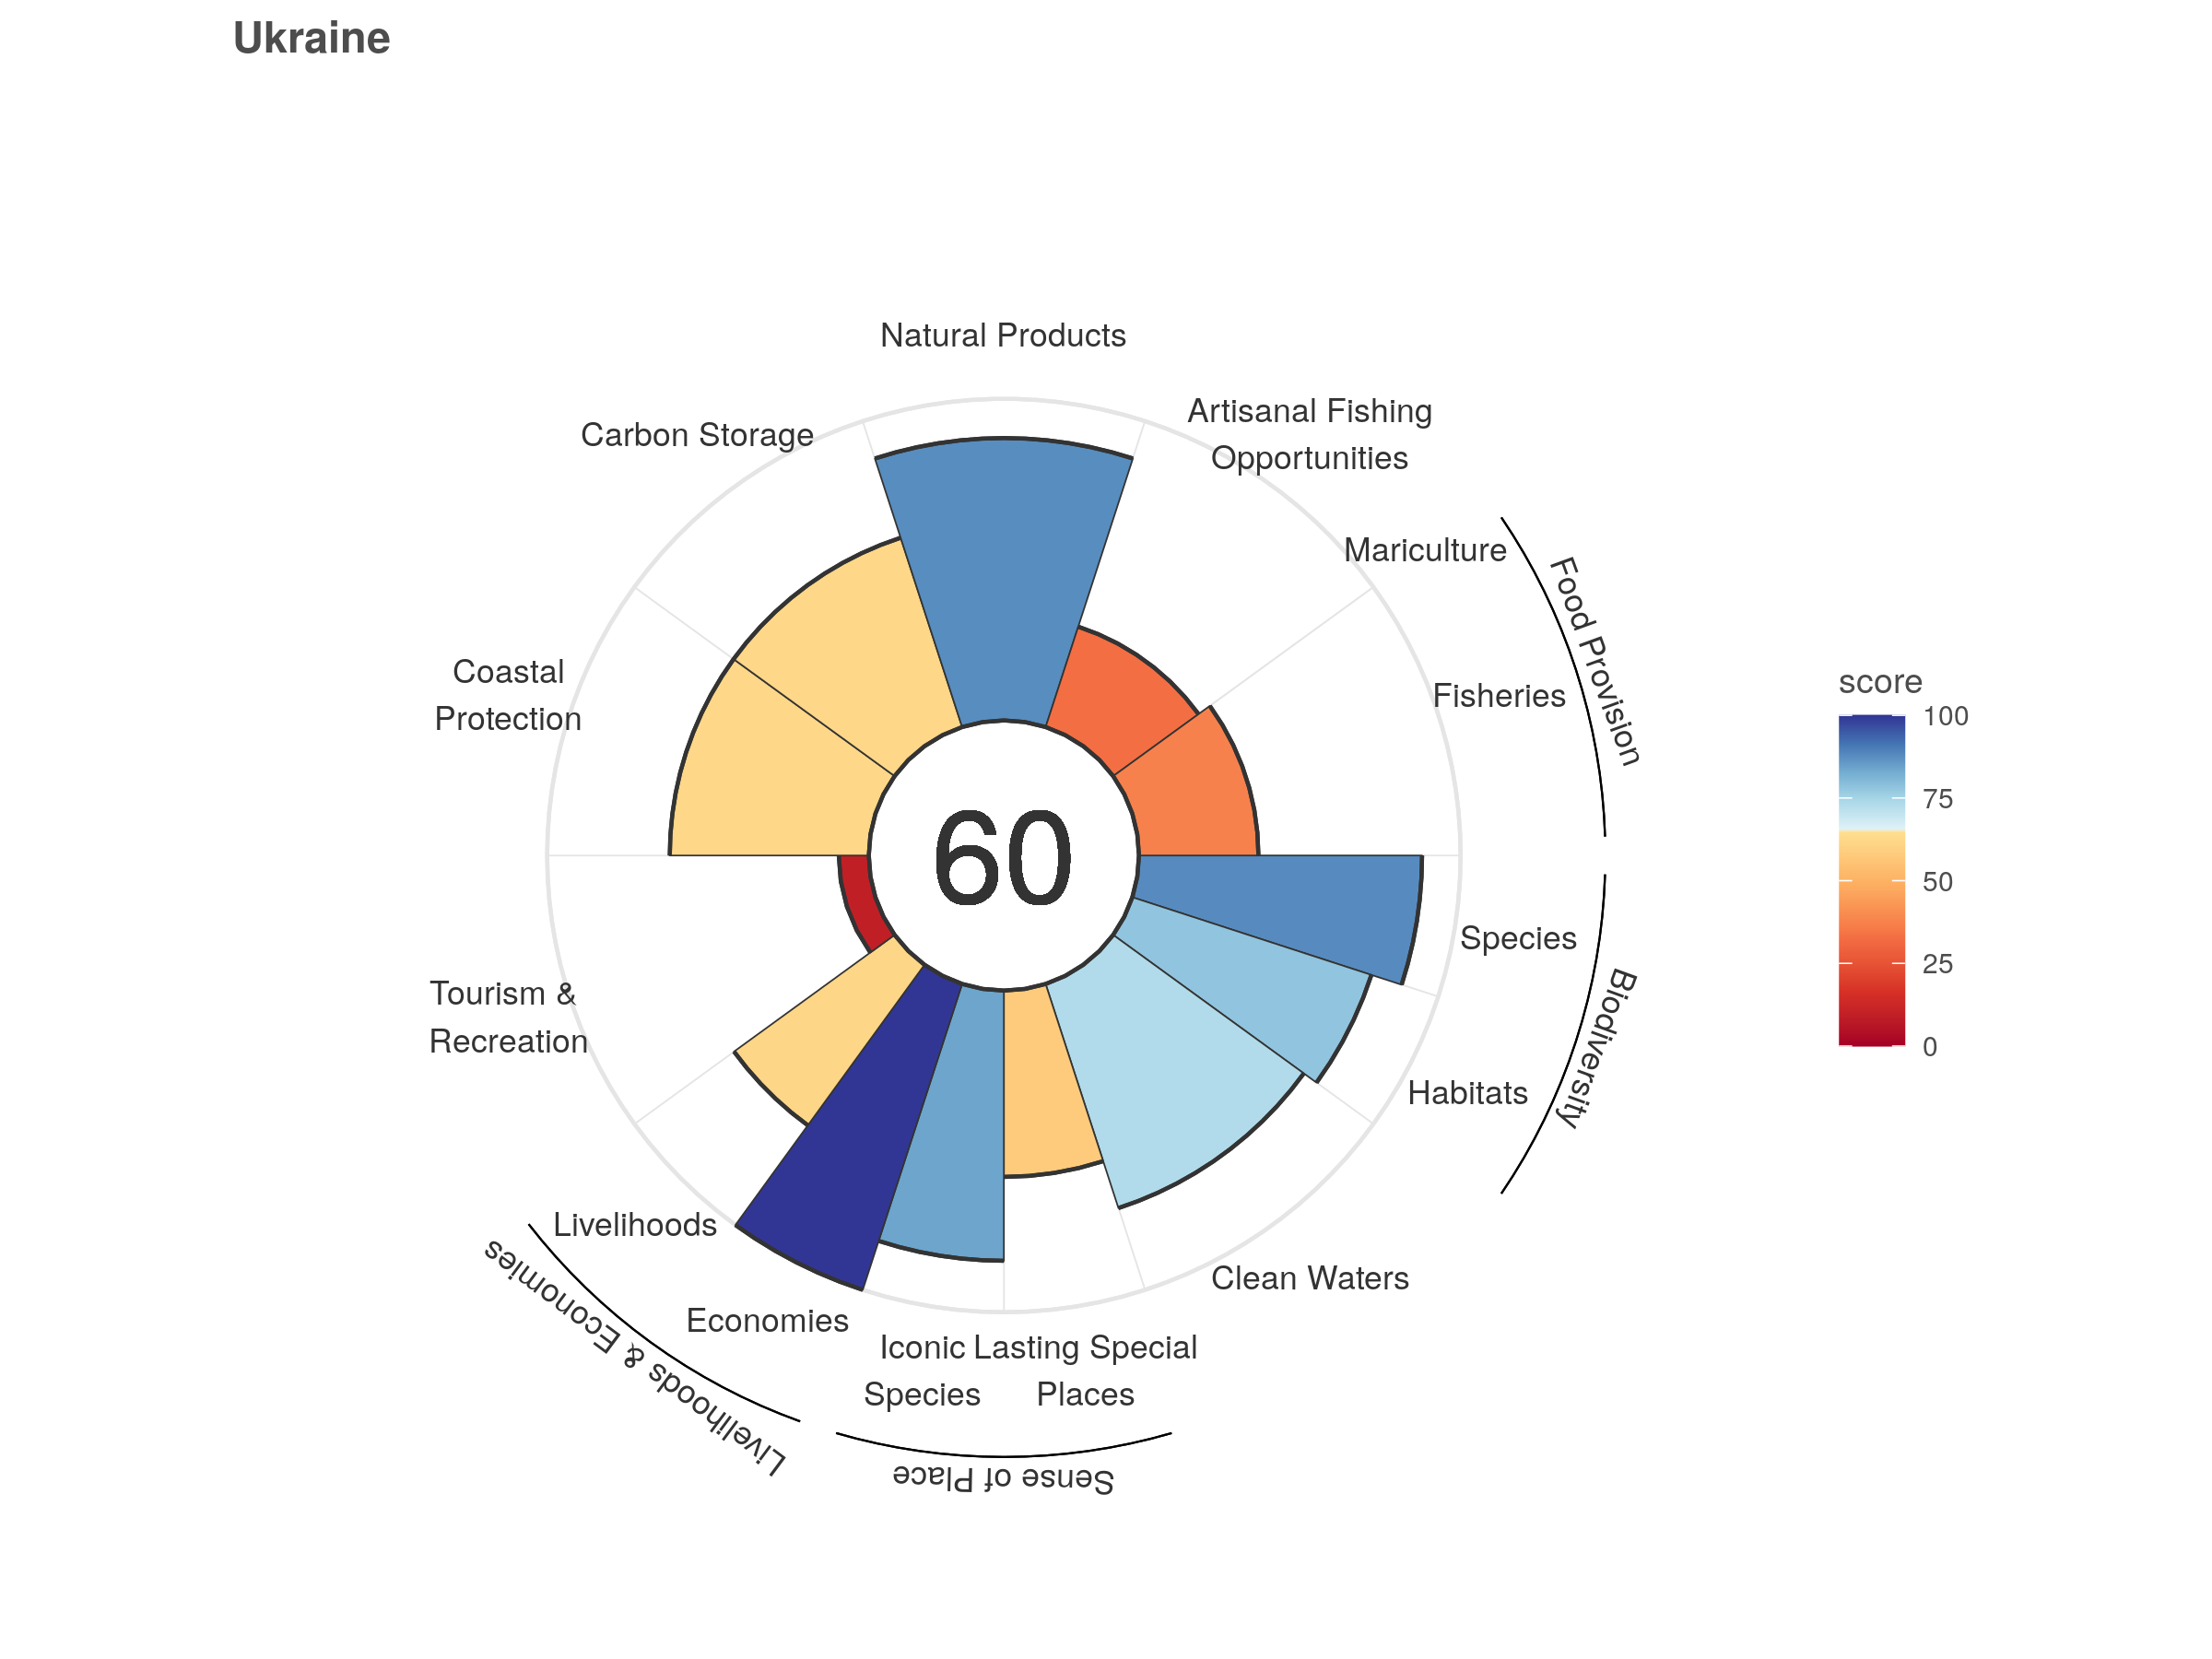 Ukraine
Natural Products
Artisanal Fishing
Opportunities
Carbon Storage
Mariculture
Food Provision
Fisheries
Coastal
Protection
score
100
75
50
25
0
60
Species
Biodiversity
Habitats
Tourism &
Recreation
Livelihoods
Clean Waters
Economies
Livelihoods & Economies
Iconic
Species
Lasting Special
Places
Sense of Place